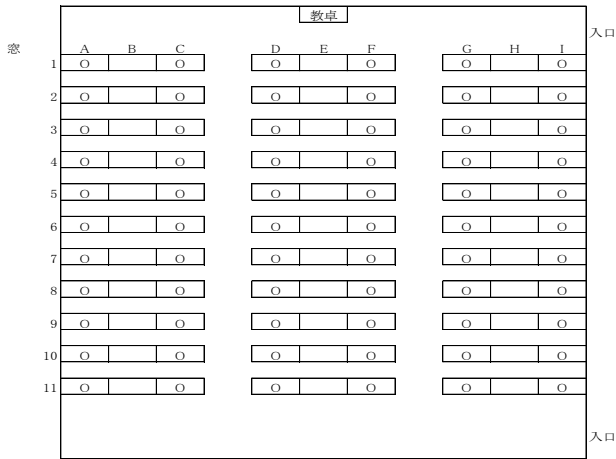 教卓
入口
窓
A B C D E F G H I
1 O O O O O O
2 O O O O O O
3 O O O O O O
4 O O O O O O
5 O O O O O O
6 O O O O O O
7 O O O O O O
8 O O O O O O
9 O O O O O O
10 O O O O O O
11 O O O O O O
入口